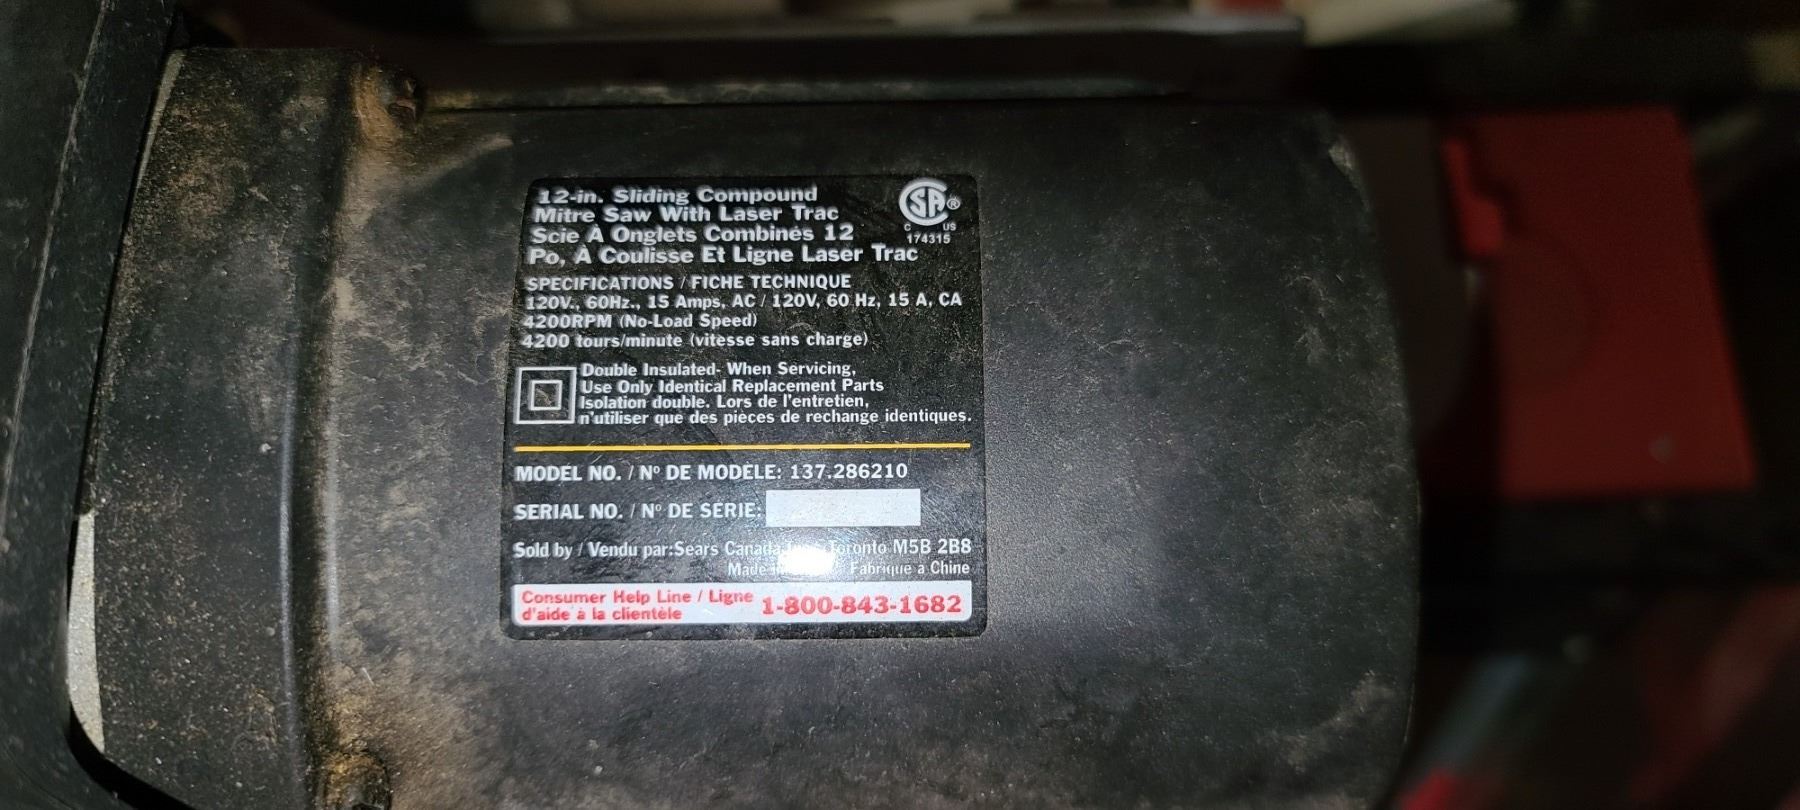 12-in. Sliding Compound
Mitre Saw With Laser Trac
Scie À Onglets Combinés 12
Po, À Coulisse Et Ligne Laser Trac
CSA®
C US
174315
SPECIFICATIONS / FICHE TECHNIQUE
120V., 60Hz., 15 Amps, AC / 120V, 60 Hz, 15 A, CA
4200RPM (No-Load Speed)
4200 tours/minute (vitesse sans charge)
Double Insulated- When Servicing,
Use Only Identical Replacement Parts
Isolation double. Lors de l'entretien,
n'utiliser que des pièces de rechange identiques.
MODEL NO. / Nº DE MODÈLE: 137.286210
SERIAL NO. / Nº DE SERIE:
Sold by / Vendu par:Sears Canada Toronto M5B 2B8
Made Fabrique a Chine
Consumer Help Line / Ligne
d'aide à la clientèle
1-800-843-1682